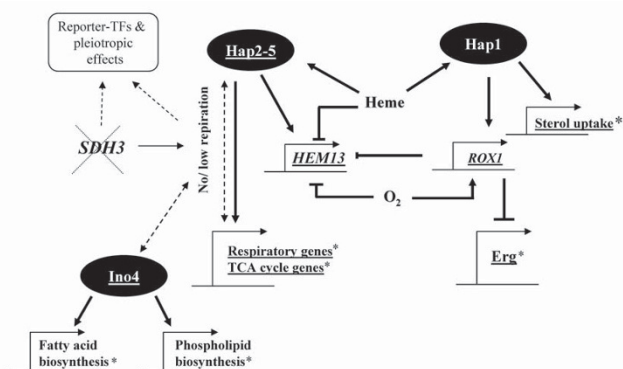 Reporter-TFs &
pleiotropic
effects
Hap2-5
Hap1
Heme
Sterol uptake*
SDH3
No/ low repiration
HEM13
ROX1
O2
Respiratory genes*
TCA cycle genes*
Erg*
Ino4
Fatty acid
biosynthesis*
Phospholipid
biosynthesis*